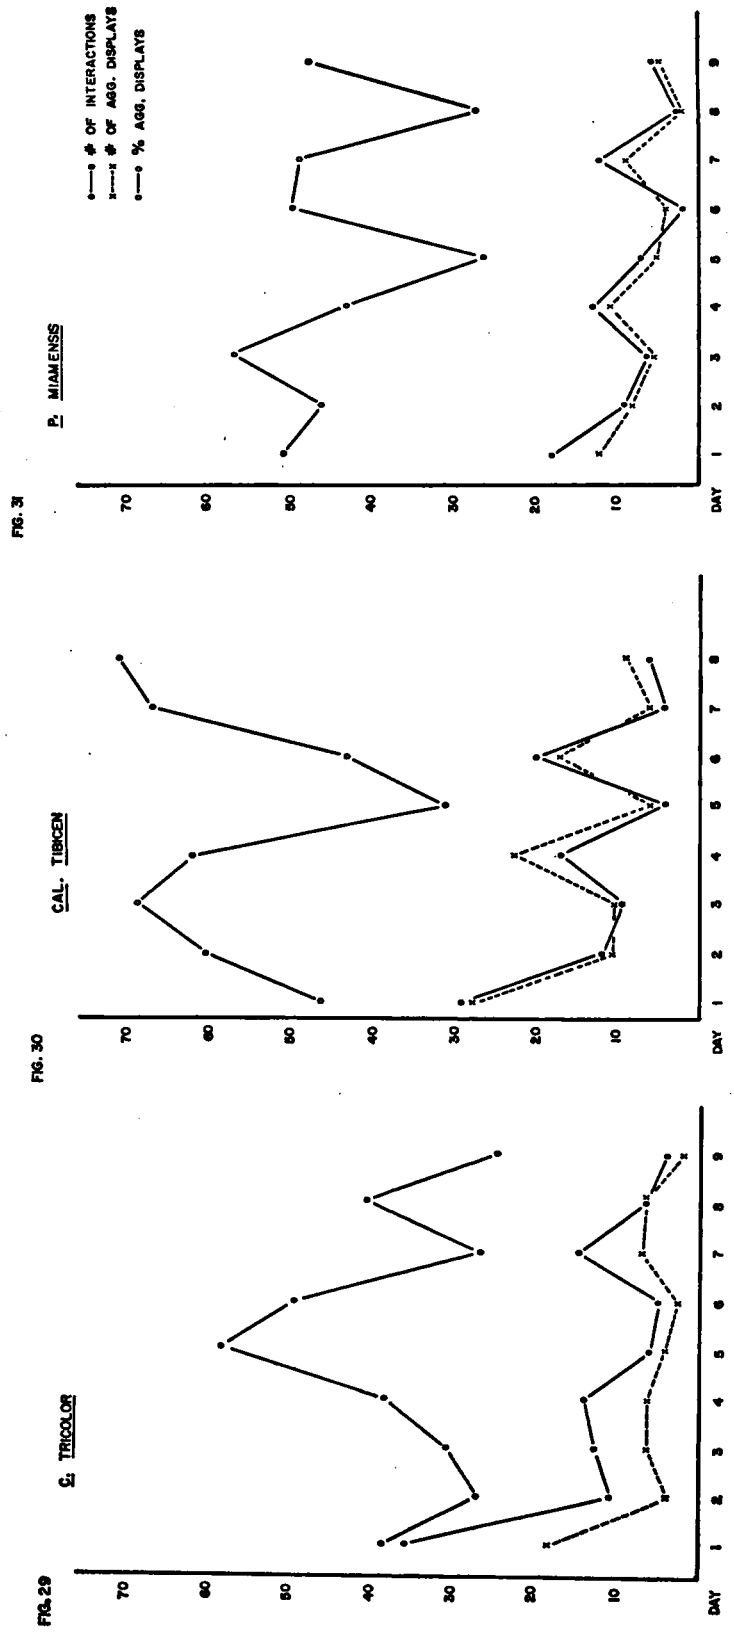 FIG. 29
C. TRICOLOR
70
60
50
40
30
20
10
DAY 1 2 3 4 5 6 7 8 9
FIG. 30
CAL. TIBICEN
70
60
50
40
30
20
10
DAY 1 2 3 4 5 6 7 8
FIG. 31
P. MIAMENSIS
# OF INTERACTIONS
x----x # OF AGG. DISPLAYS
% AGG. DISPLAYS
70
60
50
40
30
20
10
DAY 1 2 3 4 5 6 7 8 9